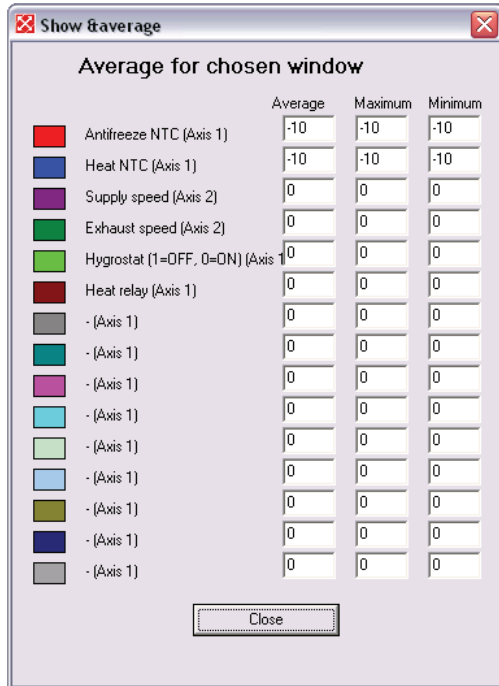 Show &average
Average for chosen window
Average Maximum Minimum
Antifreeze NTC (Axis 1) -10 -10 -10
Heat NTC (Axis 1) -10 -10 -10
Supply speed (Axis 2) 0 0 0
Exhaust speed (Axis 2) 0 0 0
Hygrostat (1=OFF, 0=ON) (Axis 1 0 0 0
Heat relay (Axis 1) 0 0 0
- (Axis 1) 0 0 0
- (Axis 1) 0 0 0
- (Axis 1) 0 0 0
- (Axis 1) 0 0 0
- (Axis 1) 0 0 0
- (Axis 1) 0 0 0
- (Axis 1) 0 0 0
- (Axis 1) 0 0 0
- (Axis 1) 0 0 0
Close